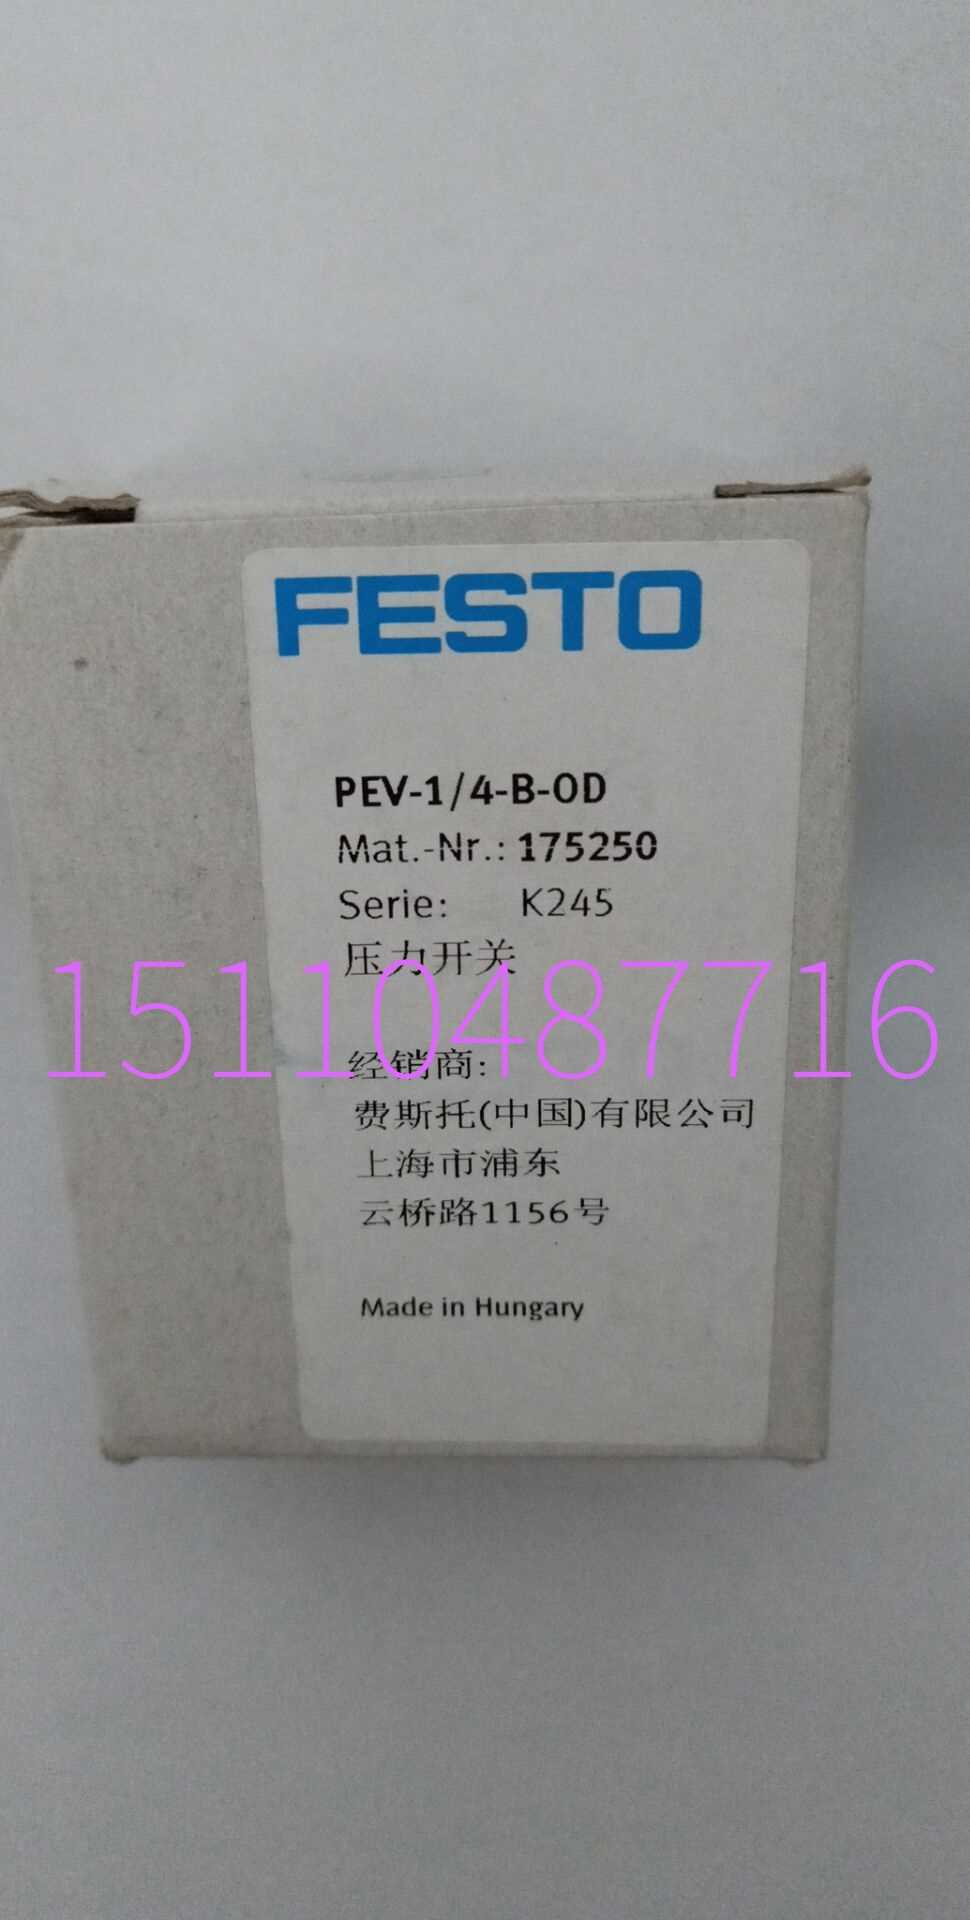 FESTO
PEV-1/4-B-OD
Mat.-Nr.: 175250
Serie: K245
压力开关
15110487716
经销商:
费斯托(中国)有限公司
上海市浦东
云桥路1156号
Made in Hungary